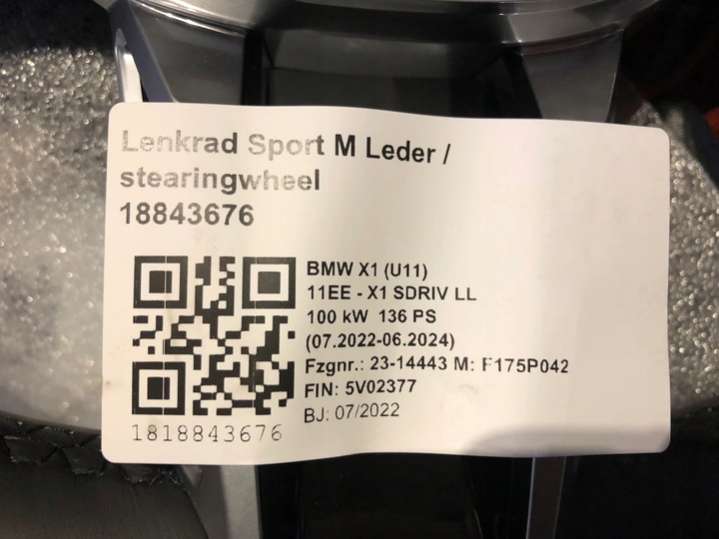 Lenkrad Sport M Leder /
stearingwheel
18843676
BMW X1 (U11)
11EE - X1 SDRIV LL
100 kW 136 PS
(07.2022-06.2024)
Fzgnr.: 23-14443 M: F175P042
FIN: 5V02377
BJ: 07/2022
1818843676